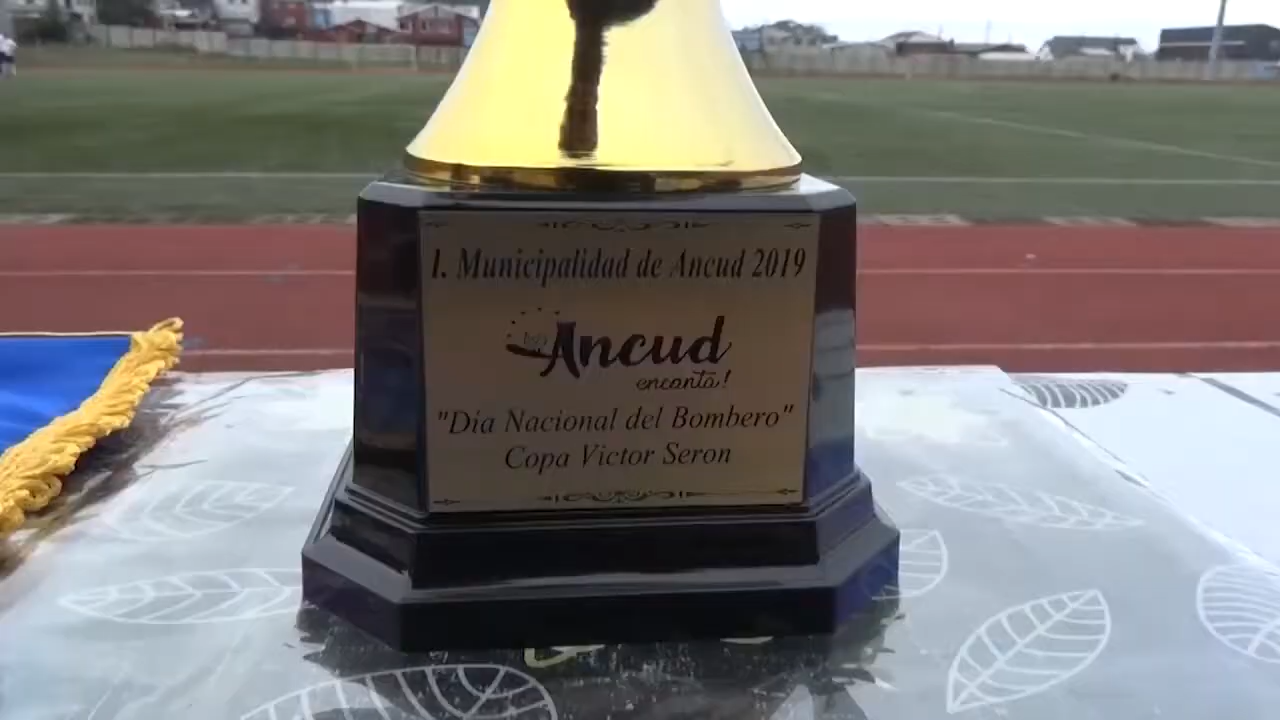 I. Municipalidad de Ancud 2019
Ancud
encanta!
"Día Nacional del Bombero"
Copa Victor Seron